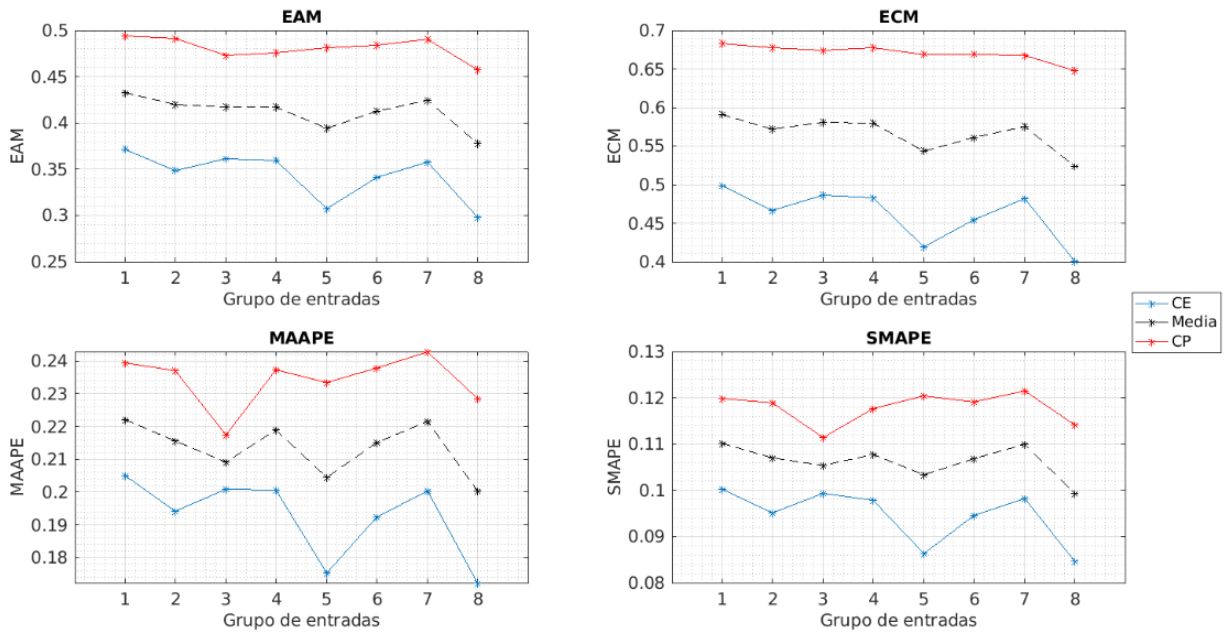 EAM
0.5
0.45
0.4
0.35
0.3
0.25
EAM
1 2 3 4 5 6 7 8
Grupo de entradas
ECM
0.7
0.65
0.6
0.55
0.5
0.45
0.4
ECM
1 2 3 4 5 6 7 8
Grupo de entradas
CE
Media
CP
MAAPE
0.24
0.23
0.22
0.21
0.2
0.19
0.18
MAAPE
1 2 3 4 5 6 7 8
Grupo de entradas
SMAPE
0.13
0.12
0.11
0.1
0.09
0.08
SMAPE
1 2 3 4 5 6 7 8
Grupo de entradas